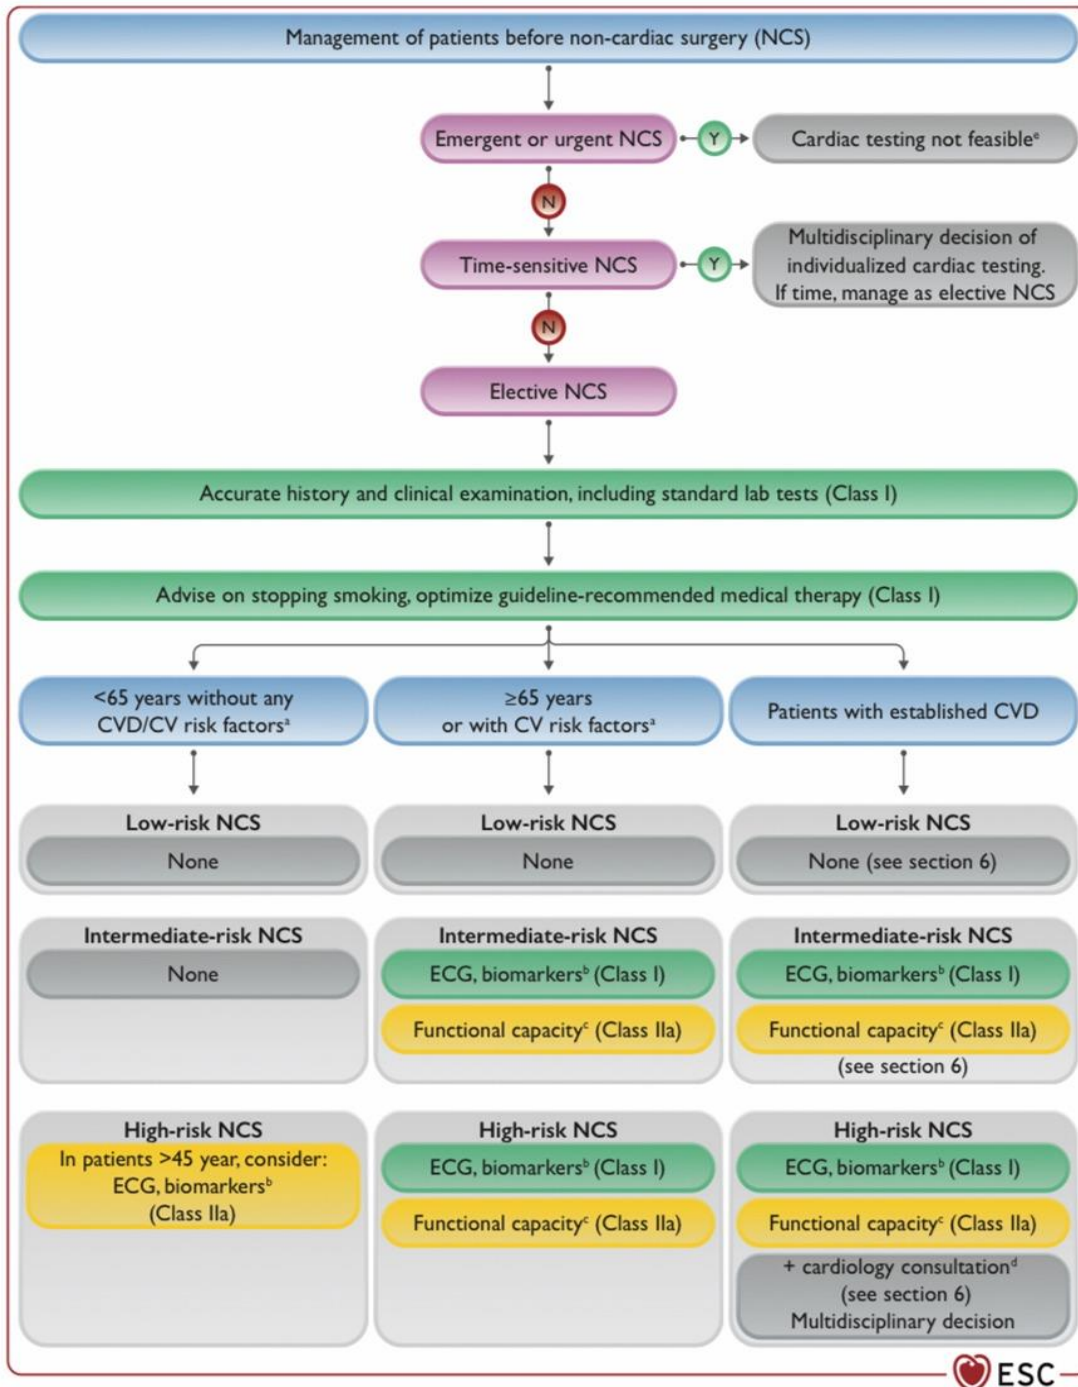 Management of patients before non-cardiac surgery (NCS)
Emergent or urgent NCS
Y
Cardiac testing not feasibleᵉ
N
Time-sensitive NCS
Y
Multidisciplinary decision of
individualized cardiac testing.
If time, manage as elective NCS
N
Elective NCS
Accurate history and clinical examination, including standard lab tests (Class I)
Advise on stopping smoking, optimize guideline-recommended medical therapy (Class I)
<65 years without any
CVD/CV risk factorsᵃ
≥65 years
or with CV risk factorsᵃ
Patients with established CVD
Low-risk NCS
None
Low-risk NCS
None
Low-risk NCS
None (see section 6)
Intermediate-risk NCS
None
Intermediate-risk NCS
ECG, biomarkersᵇ (Class I)
Functional capacityᶜ (Class IIa)
Intermediate-risk NCS
ECG, biomarkersᵇ (Class I)
Functional capacityᶜ (Class IIa)
(see section 6)
High-risk NCS
In patients >45 year, consider:
ECG, biomarkersᵇ
(Class IIa)
High-risk NCS
ECG, biomarkersᵇ (Class I)
Functional capacityᶜ (Class IIa)
High-risk NCS
ECG, biomarkersᵇ (Class I)
Functional capacityᶜ (Class IIa)
+ cardiology consultationᵈ
(see section 6)
Multidisciplinary decision
ESC